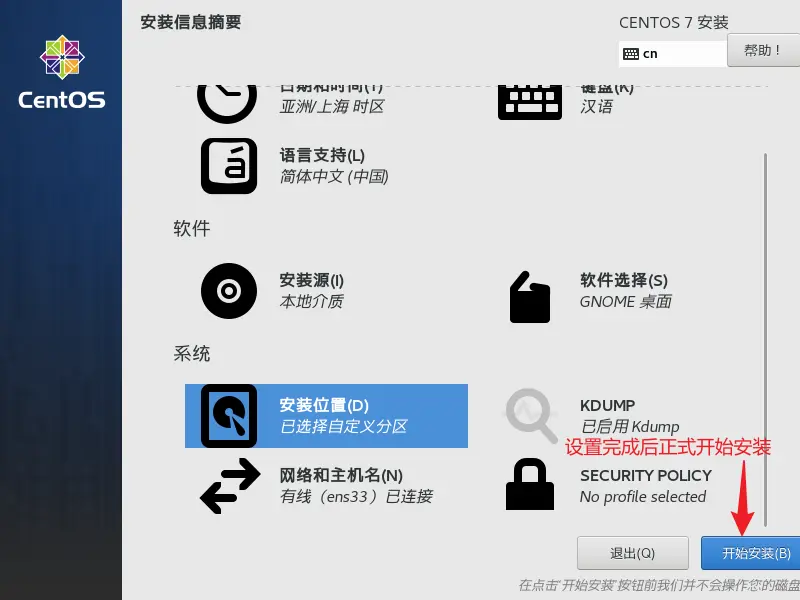 安装信息摘要
CENTOS 7 安装
cn
帮助！
CentOS
日期和时间(T)
亚洲/上海 时区
键盘(K)
汉语
语言支持(L)
简体中文 (中国)
软件
安装源(I)
本地介质
软件选择(S)
GNOME 桌面
系统
安装位置(D)
已选择自定义分区
KDUMP
已启用 Kdump
设置完成后正式开始安装
网络和主机名(N)
有线（ens33）已连接
SECURITY POLICY
No profile selected
退出(Q)
开始安装(B)
在点击'开始安装'按钮前我们并不会操作您的磁盘